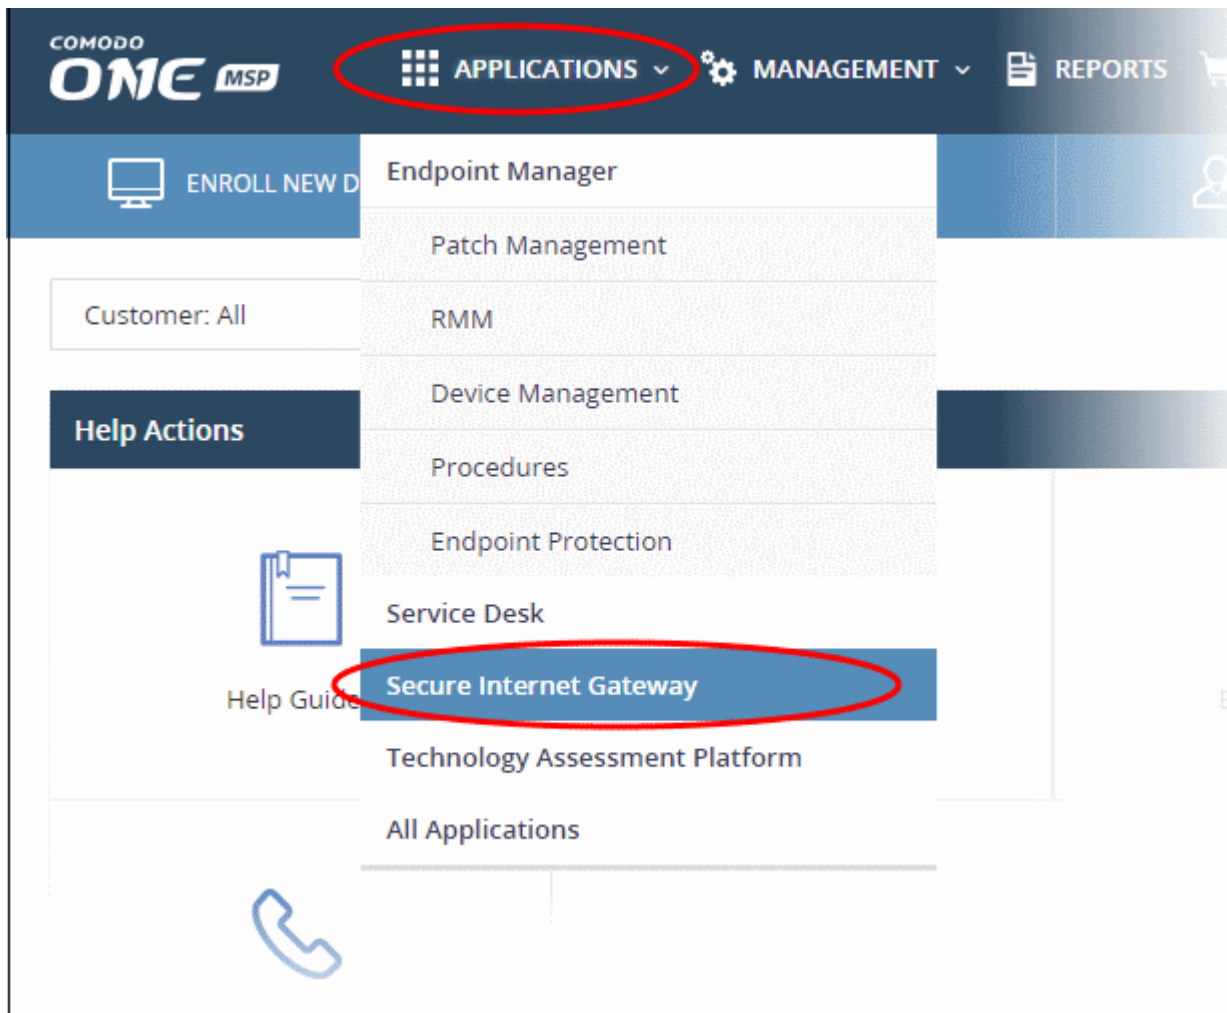 COMODO
ONE MSP
APPLICATIONS
MANAGEMENT
REPORTS
ENROLL NEW D
Endpoint Manager
Patch Management
Customer: All
RMM
Device Management
Help Actions
Procedures
Endpoint Protection
Service Desk
Secure Internet Gateway
Help Guide
Technology Assessment Platform
All Applications